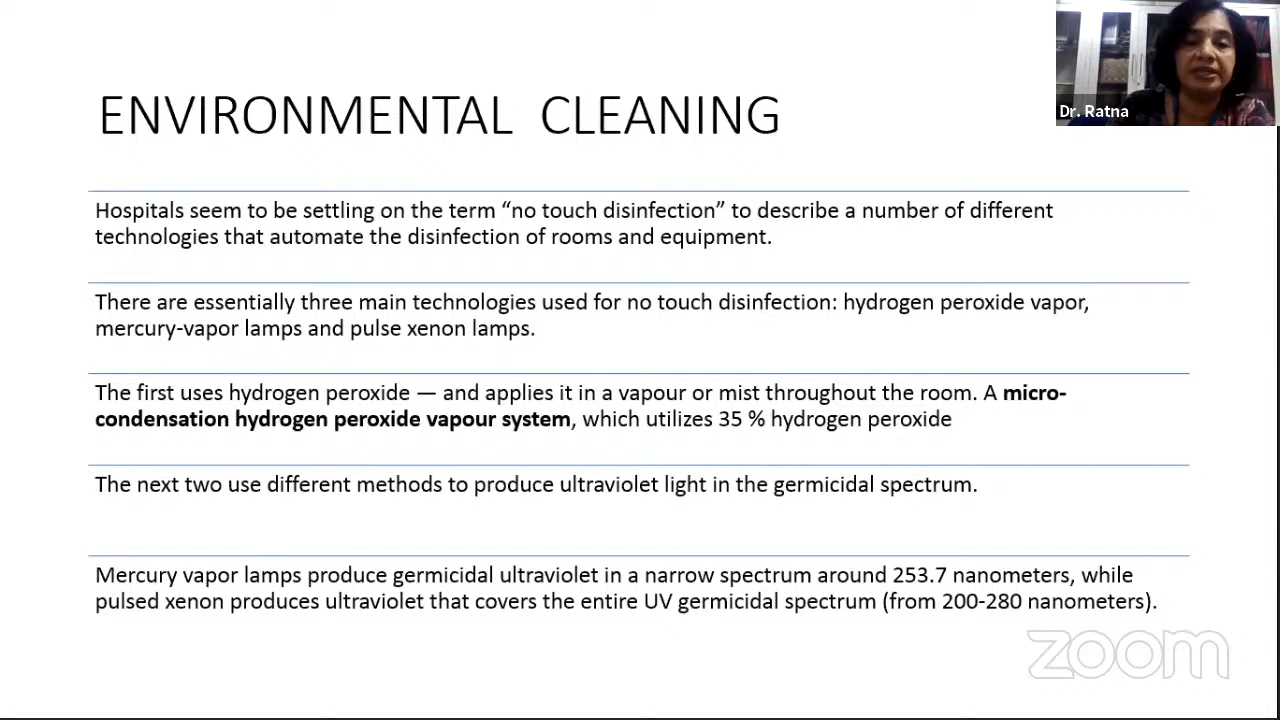 ENVIRONMENTAL CLEANING
Dr. Ratna
Hospitals seem to be settling on the term “no touch disinfection” to describe a number of different
technologies that automate the disinfection of rooms and equipment.
There are essentially three main technologies used for no touch disinfection: hydrogen peroxide vapor,
mercury-vapor lamps and pulse xenon lamps.
The first uses hydrogen peroxide — and applies it in a vapour or mist throughout the room. A micro-
condensation hydrogen peroxide vapour system, which utilizes 35 % hydrogen peroxide
The next two use different methods to produce ultraviolet light in the germicidal spectrum.
Mercury vapor lamps produce germicidal ultraviolet in a narrow spectrum around 253.7 nanometers, while
pulsed xenon produces ultraviolet that covers the entire UV germicidal spectrum (from 200-280 nanometers).
zoom